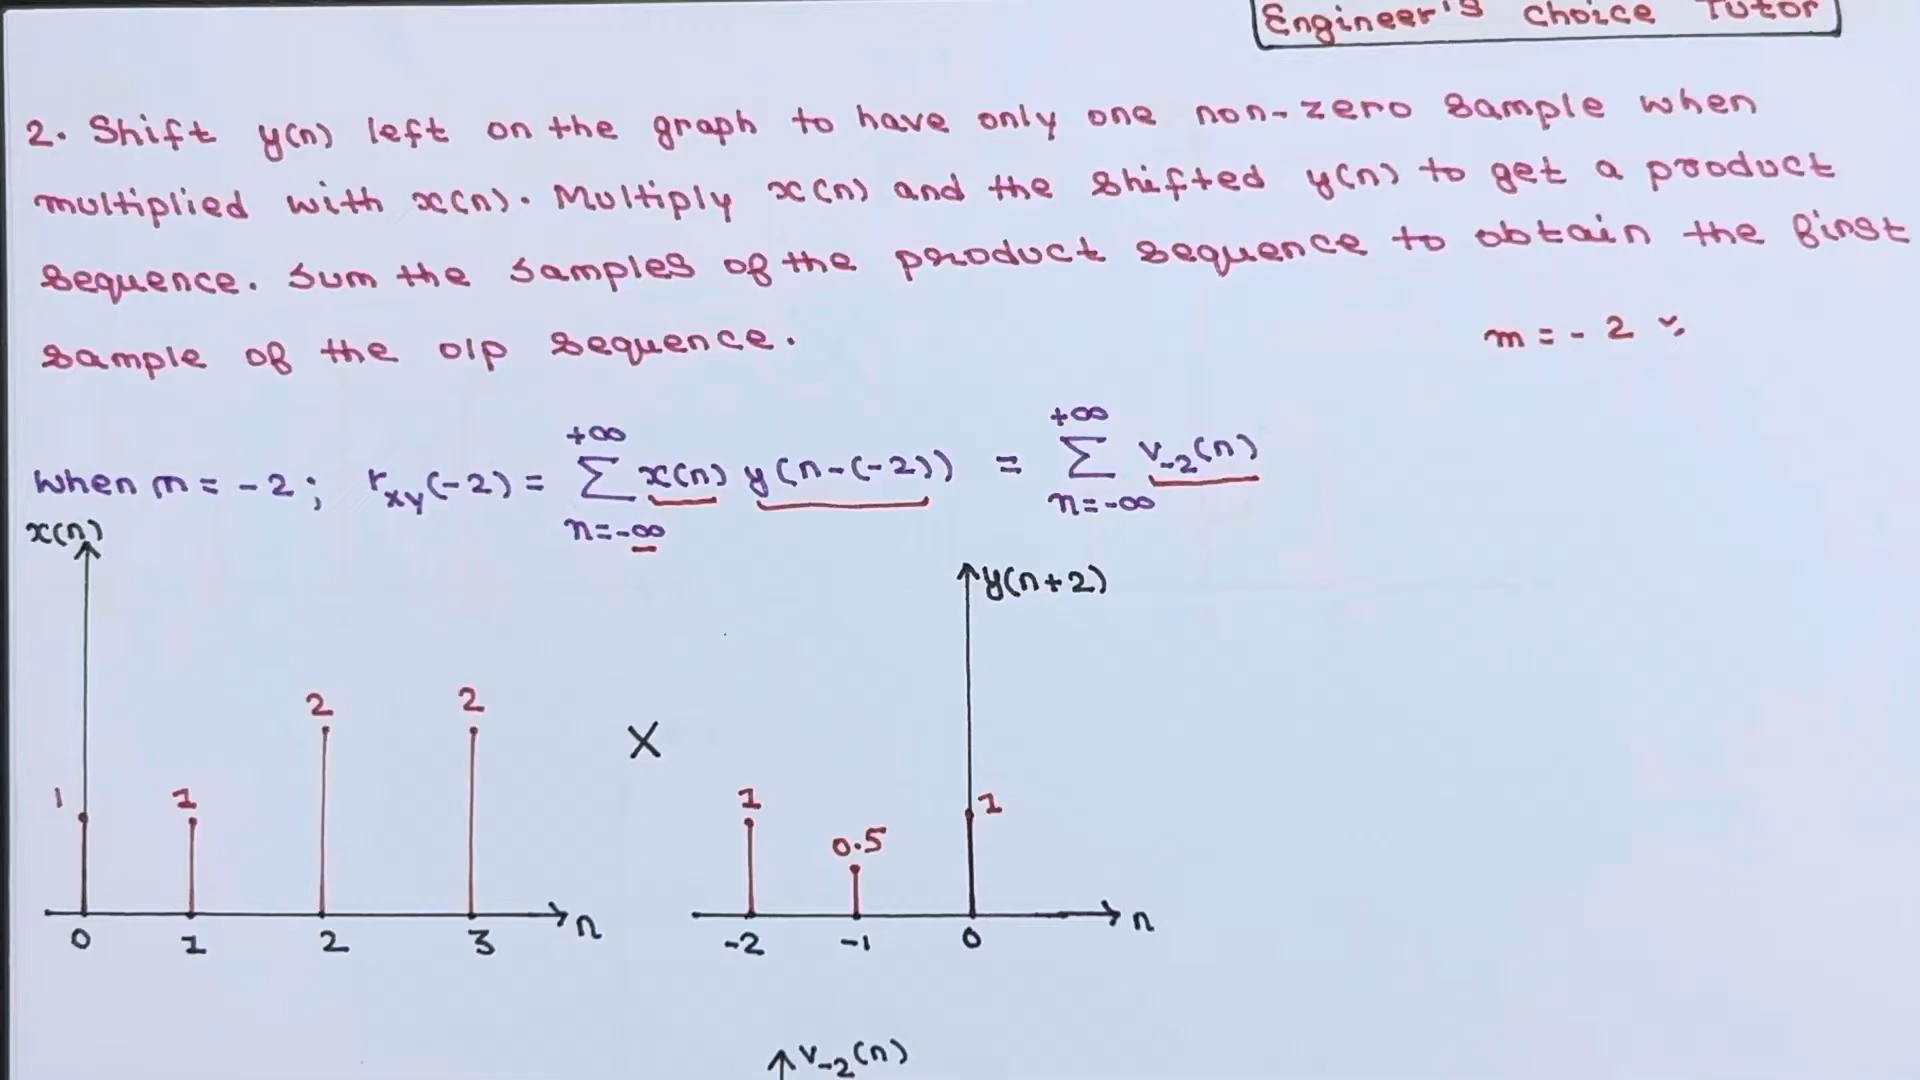 Engineer's Choice Tutor
2. Shift y(n) left on the graph to have only one non-zero sample when
multiplied with x(n). Multiply x(n) and the shifted y(n) to get a product
sequence. Sum the samples of the product sequence to obtain the first
sample of the o/p sequence.
m = - 2
When m = -2; rxy(-2) = +∞ Σ n=-∞ x(n) y(n-(-2)) = +∞ Σ n=-∞ v-2(n)
x(n)
y(n+2)
2 2
X
1 1
1 0.5 1
0 1 2 3 n
-2 -1 0 n
v-2(n)